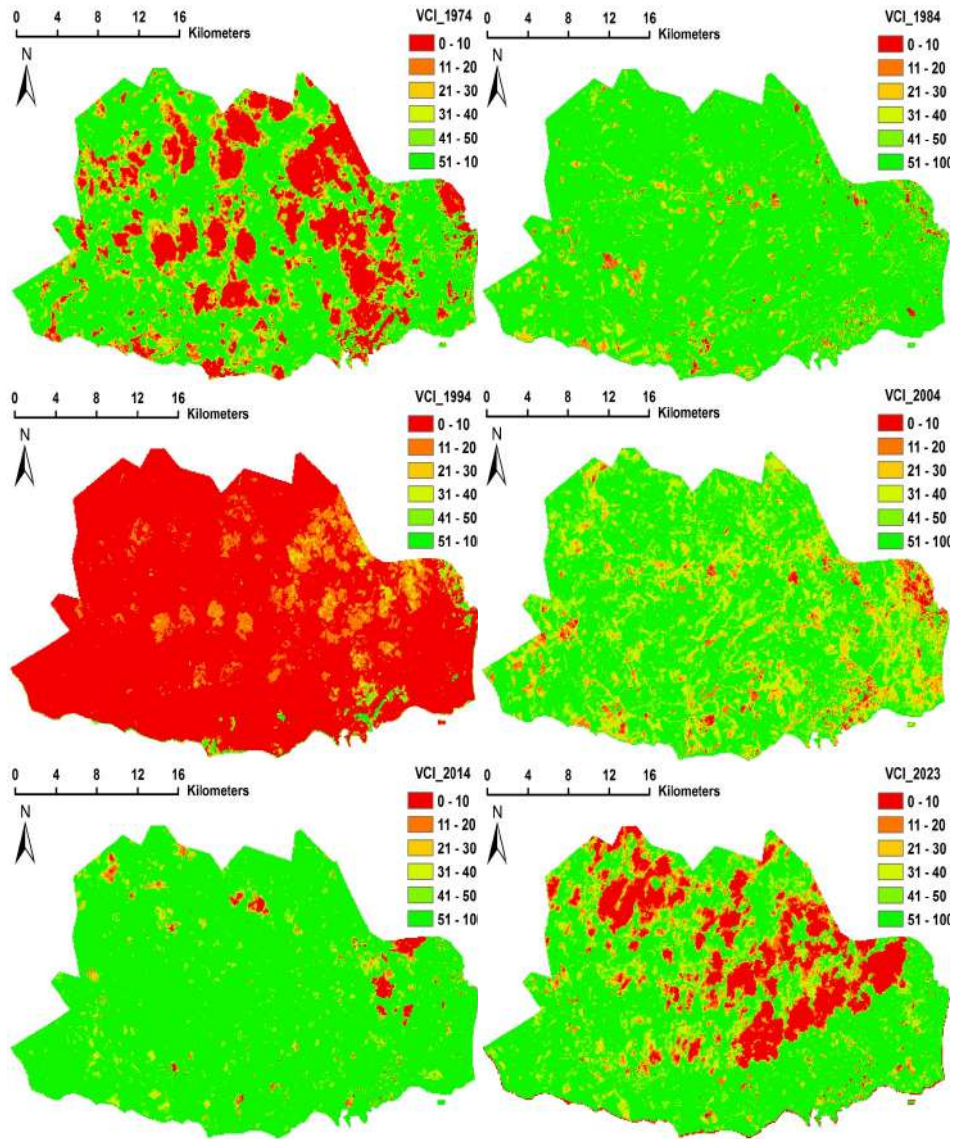 0 4 8 12 16
Kilometers
N
VCI_1974
0 - 10
11 - 20
21 - 30
31 - 40
41 - 50
51 - 10
0 4 8 12 16
Kilometers
N
VCI_1984
0 - 10
11 - 20
21 - 30
31 - 40
41 - 50
51 - 100
0 4 8 12 16
Kilometers
N
VCI_1994
0 - 10
11 - 20
21 - 30
31 - 40
41 - 50
51 - 10
0 4 8 12 16
Kilometers
N
VCI_2004
0 - 10
11 - 20
21 - 30
31 - 40
41 - 50
51 - 100
0 4 8 12 16
Kilometers
N
VCI_2014
0 - 10
11 - 20
21 - 30
31 - 40
41 - 50
51 - 100
0 4 8 12 16
Kilometers
N
VCI_2023
0 - 10
11 - 20
21 - 30
31 - 40
41 - 50
51 - 100